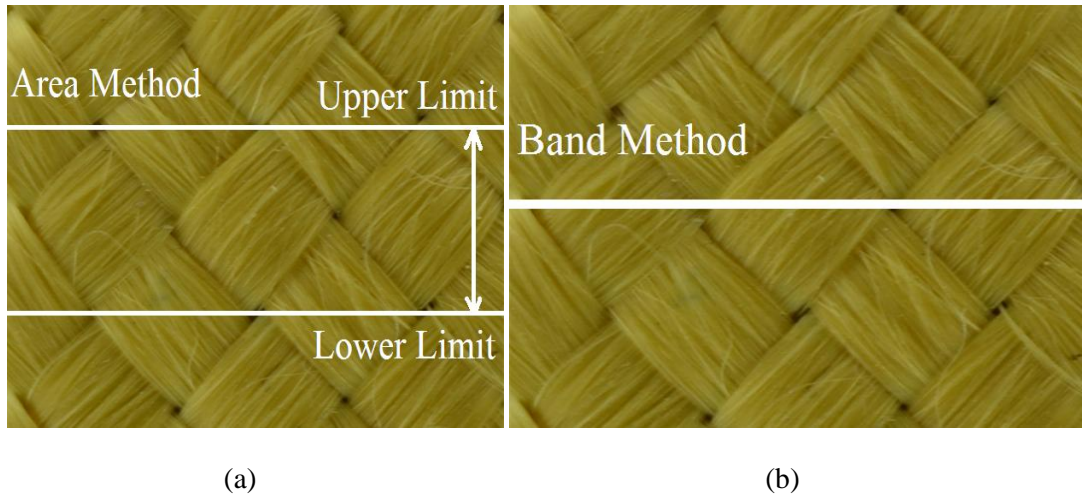 Area Method
Upper Limit
Lower Limit
Band Method
(a)
(b)